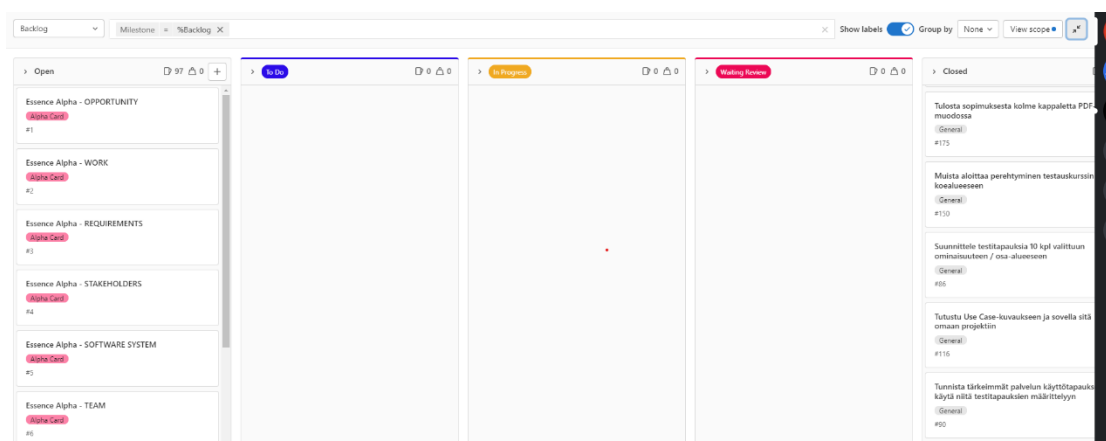 Backlog
Milestone = %Backlog
Show labels
Group by None
View scope
Open 97 0
To Do 0 0
In Progress 0 0
Waiting Review 0 0
Closed
Essence Alpha - OPPORTUNITY
Alpha Card
#1
Essence Alpha - WORK
Alpha Card
#2
Essence Alpha - REQUIREMENTS
Alpha Card
#3
Essence Alpha - STAKEHOLDERS
Alpha Card
#4
Essence Alpha - SOFTWARE SYSTEM
Alpha Card
#5
Essence Alpha - TEAM
Alpha Card
#6
Tulosta sopimuksesta kolme kappaletta PDF-
muodossa
General
#175
Muista aloittaa perehtyminen testauskurssin
koealueeseen
General
#150
Suunnittele testitapauksia 10 kpl valittuun
ominaisuuteen / osa-alueeseen
General
#86
Tutustu Use Case-kuvaukseen ja sovella sitä
omaan projektiin
General
#116
Tunnista tärkeimmät palvelun käyttötapauks
käytä niitä testitapauksien määrittelyyn
General
#90